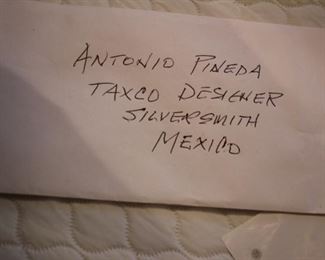 ANTONIO PINEDA
TAXCO DESIGNER
SILVERSMITH
MEXICO